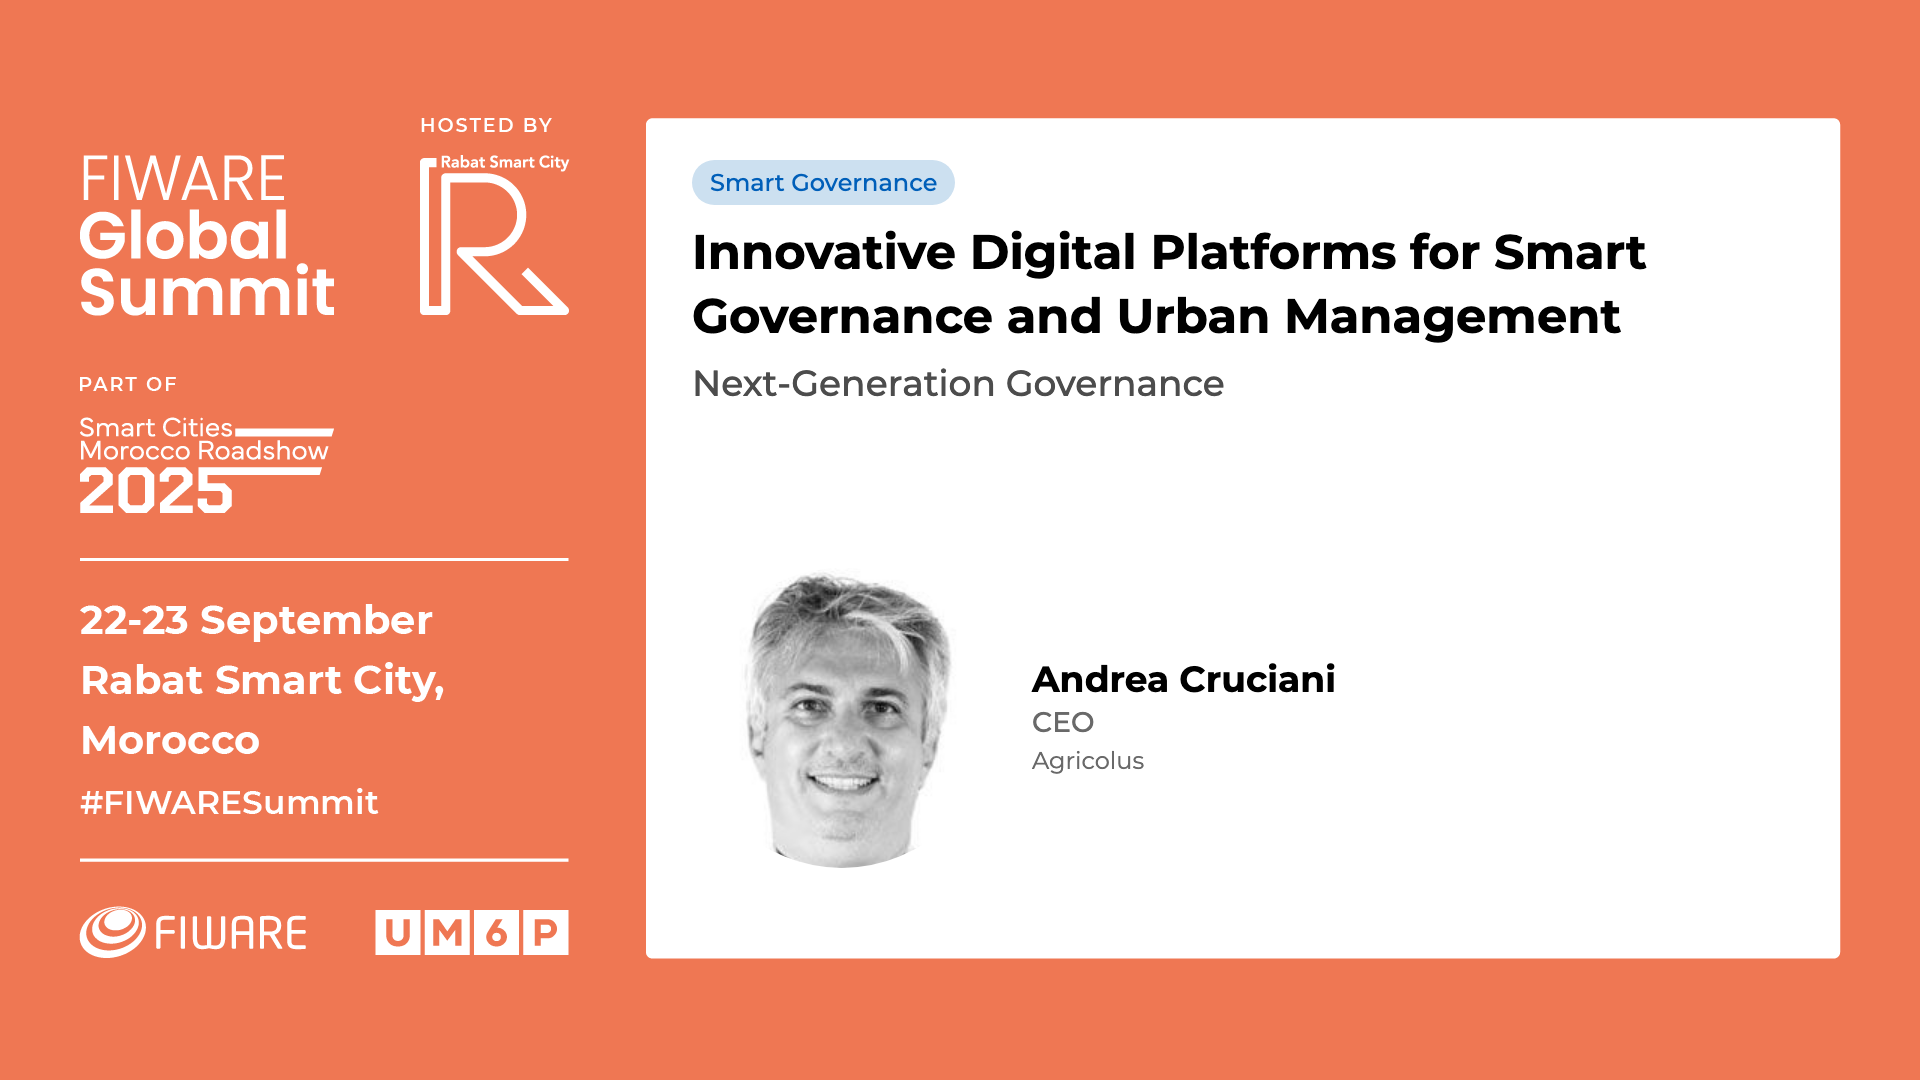 HOSTED BY
FIWARE
Global
Summit
Rabat Smart City
R
PART OF
Smart Cities
Morocco Roadshow
2025
22-23 September
Rabat Smart City,
Morocco
#FIWARESummit
FIWARE
UM6P
Smart Governance
Innovative Digital Platforms for Smart
Governance and Urban Management
Next-Generation Governance
Andrea Cruciani
CEO
Agricolus